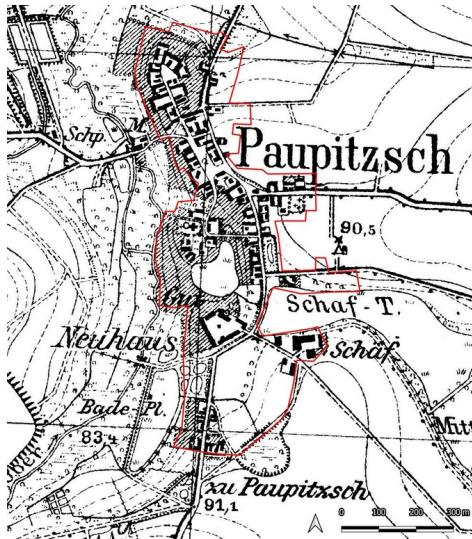 Schp.
M.
Paupitzsch
90,5
Gut
Schaf-T.
Neuhaus
Schäf
Bade-Pl.
83,4
Mitt
zu Paupitzsch
91,1
0 100 200 300 m